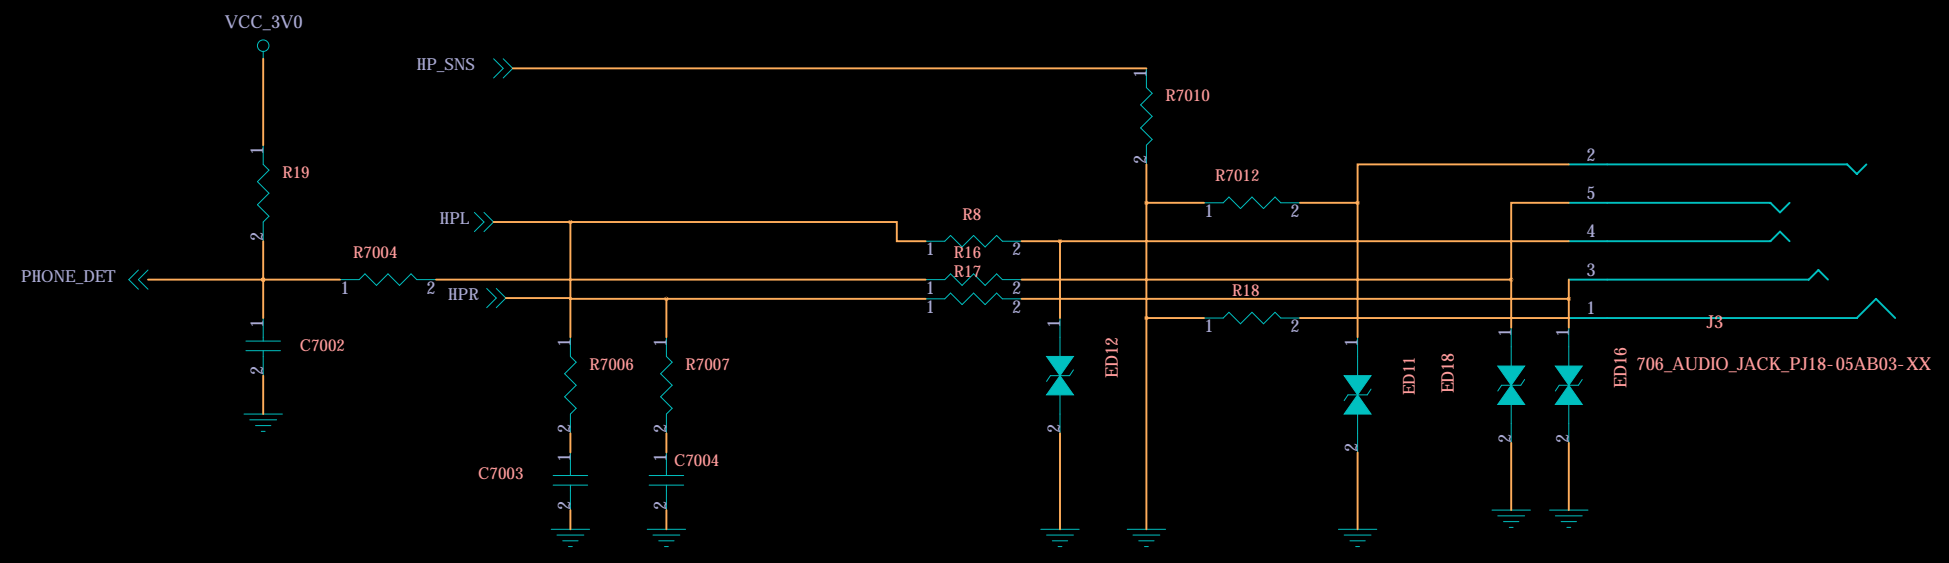 VCC_3V0
HP_SNS
1
R7010
2
2
1
R19
2
R7012
1
2
5
HPL
R8
1
2
4
R7004
PHONE_DET
1
2
R16
1
2
3
HPR
R17
1
2
R18
1
2
1
J3
1
C7002
2
1
R7006
2
1
R7007
2
1
ED12
2
1
ED11
2
ED18
1
2
1
2
ED16
706_AUDIO_JACK_PJ18-05AB03-XX
C7003
1
2
1
C7004
2